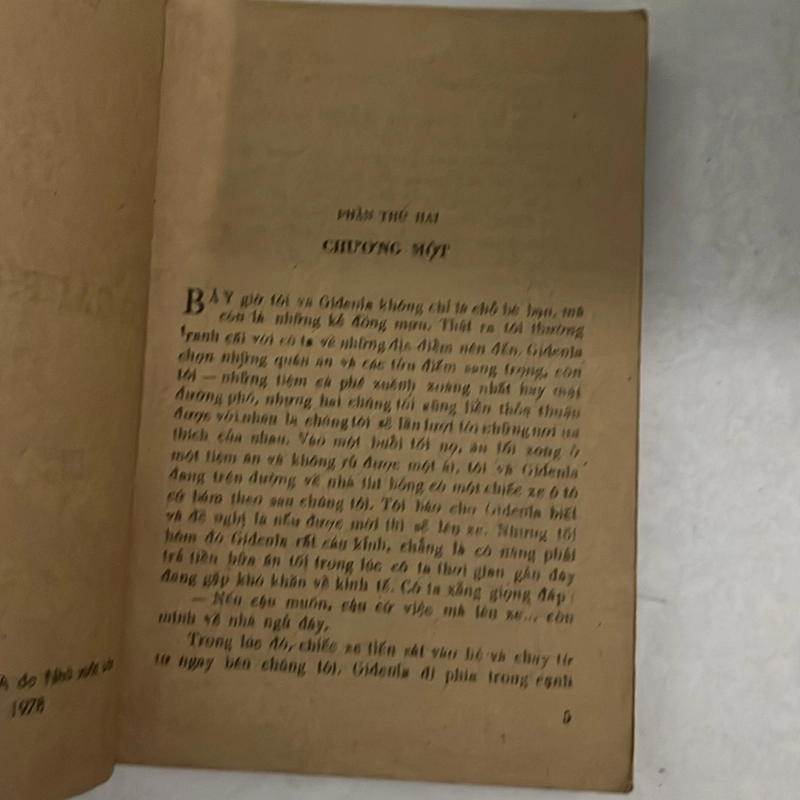 PHẦN THỨ HAI
CHƯƠNG MỘT
BÂY giờ tôi và Gidenla không chỉ là chỗ bè bạn, mà
còn là những kẻ đồng mưu. Thật ra tôi thường
tranh cãi với cô ta về những địa điểm nên đến. Gidenla
chọn những quán ăn và các tửu điếm sang trọng, còn
tôi — những tiệm cà phê xuềnh xoàng nhất hay mặt
đường phố, nhưng hai chúng tôi cũng liền thỏa thuận
được với nhau là chúng tôi sẽ lần lượt tới những nơi ưa
thích của nhau. Vào một buổi tối nọ, ăn tối xong ở
một tiệm ăn và không rủ được một ai, tôi và Gidenla
đang trên đường về nhà thì bỗng có một chiếc xe ô tô
cứ bám theo sau chúng tôi. Tôi bảo cho Gidenla biết
và đề nghị là nếu được mời thì sẽ lên xe. Nhưng tối
hôm đó Gidenla rất cáu kỉnh, chẳng là cô nàng phải
trả tiền bữa ăn tối trong lúc cô ta thời gian gần đây
đang gặp khó khăn về kinh tế. Cô ta xẵng giọng đáp:
— Nếu cậu muốn, cậu cứ việc mà lên xe... còn
mình về nhà ngủ đây.
Trong lúc đó, chiếc xe tiến sát vào hè và chạy từ
từ ngay bên chúng tôi. Gidenla đi phía trong cạnh
5
do Nhà
1978